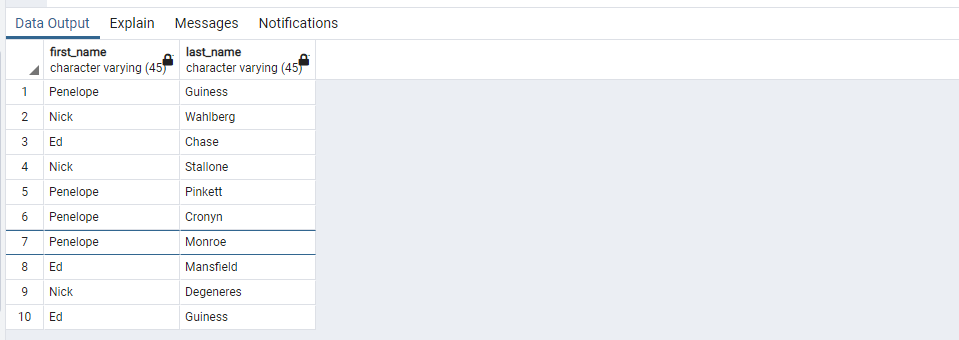 Data Output Explain Messages Notifications
first_name last_name
character varying (45) character varying (45)
1 Penelope Guiness
2 Nick Wahlberg
3 Ed Chase
4 Nick Stallone
5 Penelope Pinkett
6 Penelope Cronyn
7 Penelope Monroe
8 Ed Mansfield
9 Nick Degeneres
10 Ed Guiness